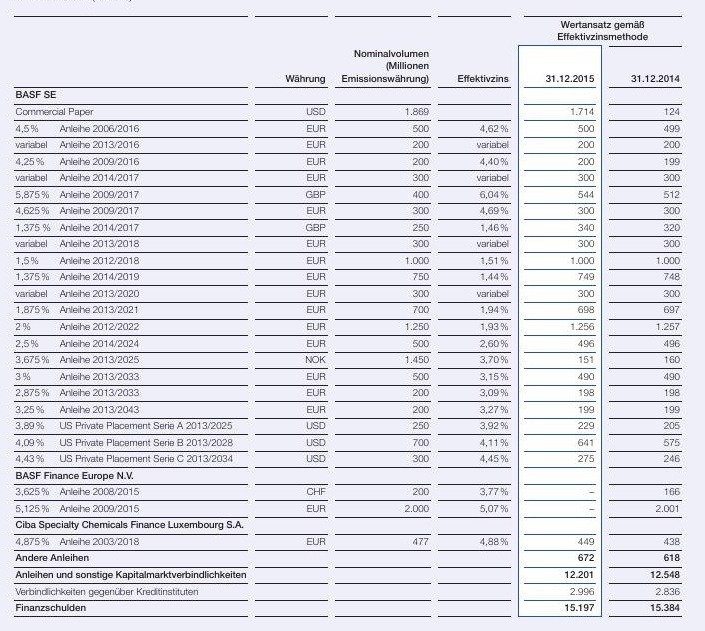 Wertansatz gemäß
Effektivzinsmethode
Nominalvolumen
(Millionen
Währung Emissionswährung) Effektivzins 31.12.2015 31.12.2014
BASF SE
Commercial Paper USD 1.869 1.714 124
4,5 % Anleihe 2006/2016 EUR 500 4,62 % 500 499
variabel Anleihe 2013/2016 EUR 200 variabel 200 200
4,25 % Anleihe 2009/2016 EUR 200 4,40 % 200 199
variabel Anleihe 2014/2017 EUR 300 variabel 300 300
5,875 % Anleihe 2009/2017 GBP 400 6,04 % 544 512
4,625 % Anleihe 2009/2017 EUR 300 4,69 % 300 300
1,375 % Anleihe 2014/2017 GBP 250 1,46 % 340 320
variabel Anleihe 2013/2018 EUR 300 variabel 300 300
1,5 % Anleihe 2012/2018 EUR 1.000 1,51 % 1.000 1.000
1,375 % Anleihe 2014/2019 EUR 750 1,44 % 749 748
variabel Anleihe 2013/2020 EUR 300 variabel 300 300
1,875 % Anleihe 2013/2021 EUR 700 1,94 % 698 697
2 % Anleihe 2012/2022 EUR 1.250 1,93 % 1.256 1.257
2,5 % Anleihe 2014/2024 EUR 500 2,60 % 496 496
3,675 % Anleihe 2013/2025 NOK 1.450 3,70 % 151 160
3 % Anleihe 2013/2033 EUR 500 3,15 % 490 490
2,875 % Anleihe 2013/2033 EUR 200 3,09 % 198 198
3,25 % Anleihe 2013/2043 EUR 200 3,27 % 199 199
3,89 % US Private Placement Serie A 2013/2025 USD 250 3,92 % 229 205
4,09 % US Private Placement Serie B 2013/2028 USD 700 4,11 % 641 575
4,43 % US Private Placement Serie C 2013/2034 USD 300 4,45 % 275 246
BASF Finance Europe N.V.
3,625 % Anleihe 2008/2015 CHF 200 3,77 % – 166
5,125 % Anleihe 2009/2015 EUR 2.000 5,07 % – 2.001
Ciba Specialty Chemicals Finance Luxembourg S.A.
4,875 % Anleihe 2003/2018 EUR 477 4,88 % 449 438
Andere Anleihen 672 618
Anleihen und sonstige Kapitalmarktverbindlichkeiten 12.201 12.548
Verbindlichkeiten gegenüber Kreditinstituten 2.996 2.836
Finanzschulden 15.197 15.384